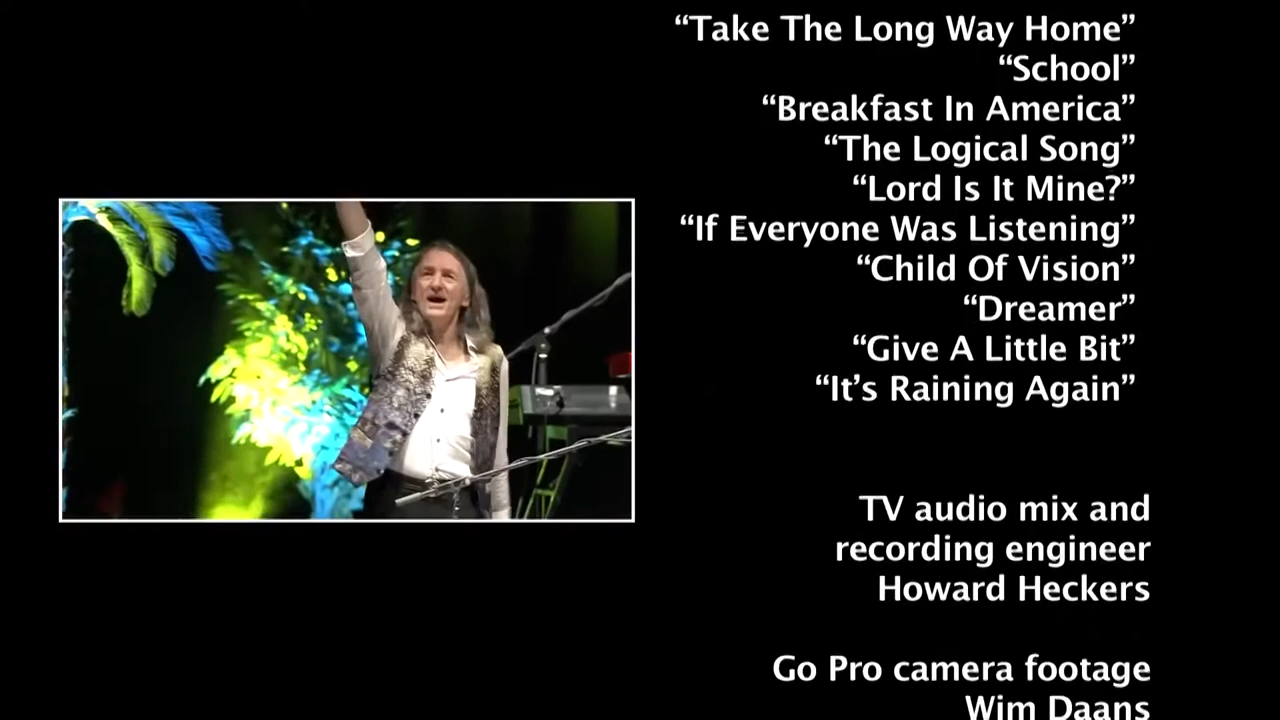 “Take The Long Way Home”
“School”
“Breakfast In America”
“The Logical Song”
“Lord Is It Mine?”
“If Everyone Was Listening”
“Child Of Vision”
“Dreamer”
“Give A Little Bit”
“It’s Raining Again”
TV audio mix and
recording engineer
Howard Heckers
Go Pro camera footage
Wim Daans